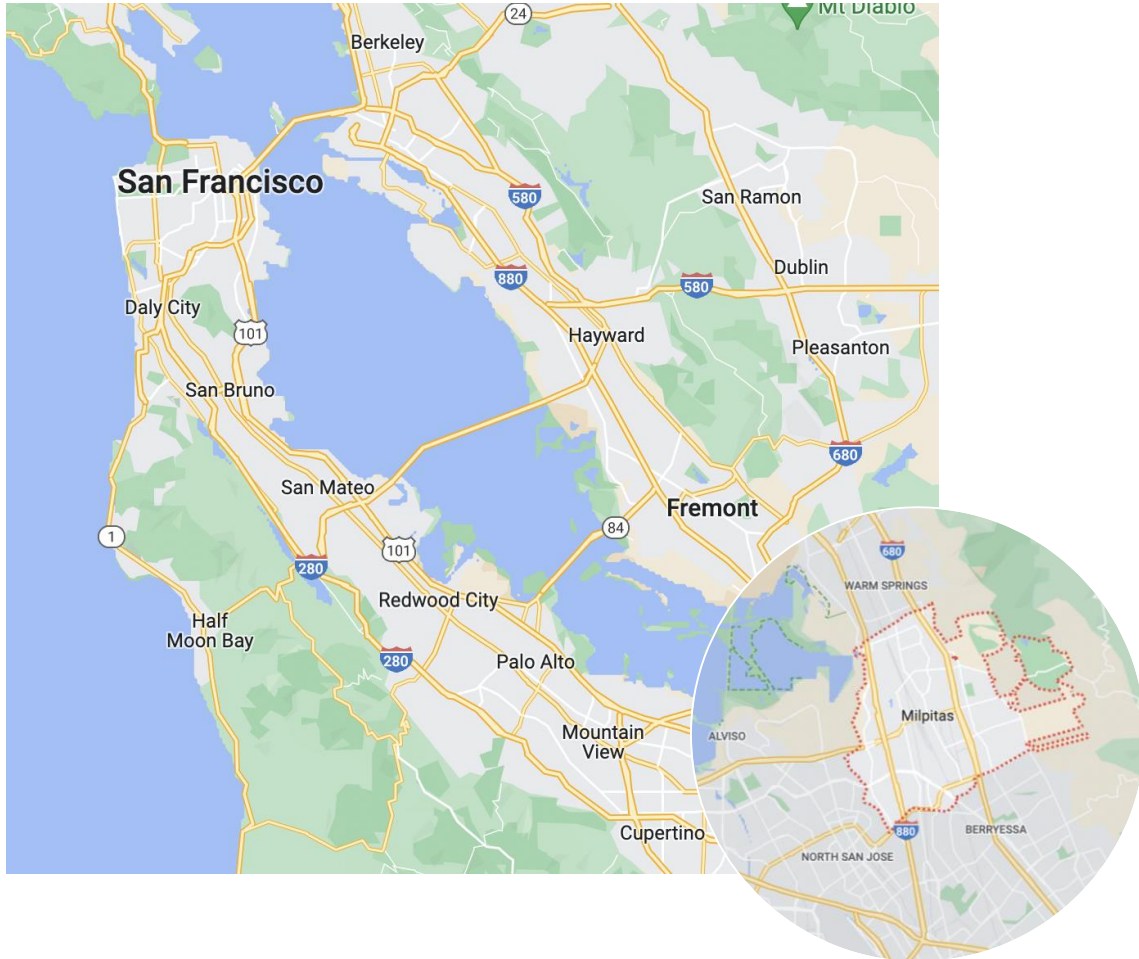 24
Mt Diablo
Berkeley
San Francisco
580
San Ramon
880
Dublin
580
Daly City
101
Hayward
Pleasanton
San Bruno
680
San Mateo
Fremont
1
84
101
280
Redwood City
Half
Moon Bay
280
Palo Alto
Mountain
View
Cupertino
680
WARM SPRINGS
Milpitas
ALVISO
880
BERRYESSA
NORTH SAN JOSE